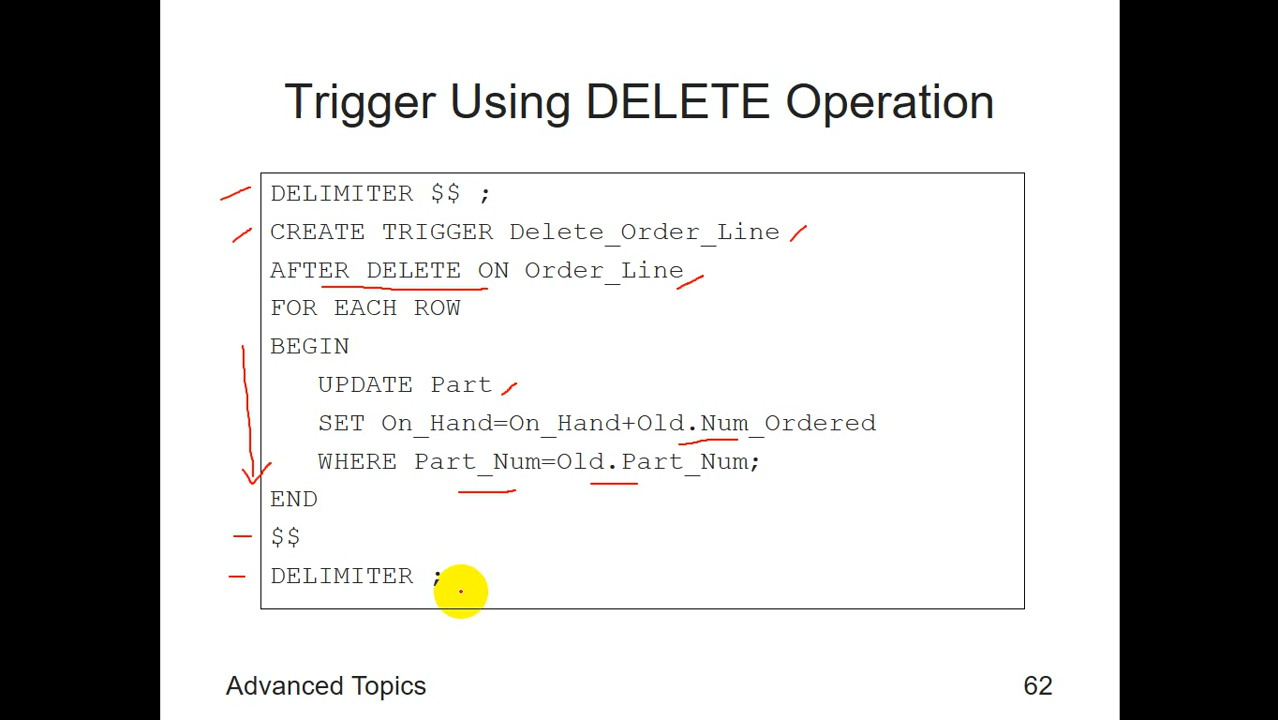 Trigger Using DELETE Operation
DELIMITER $$ ;
CREATE TRIGGER Delete_Order_Line
AFTER DELETE ON Order_Line
FOR EACH ROW
BEGIN
UPDATE Part
SET On_Hand=On_Hand+Old.Num_Ordered
WHERE Part_Num=Old.Part_Num;
END
$$
DELIMITER ;
Advanced Topics
62